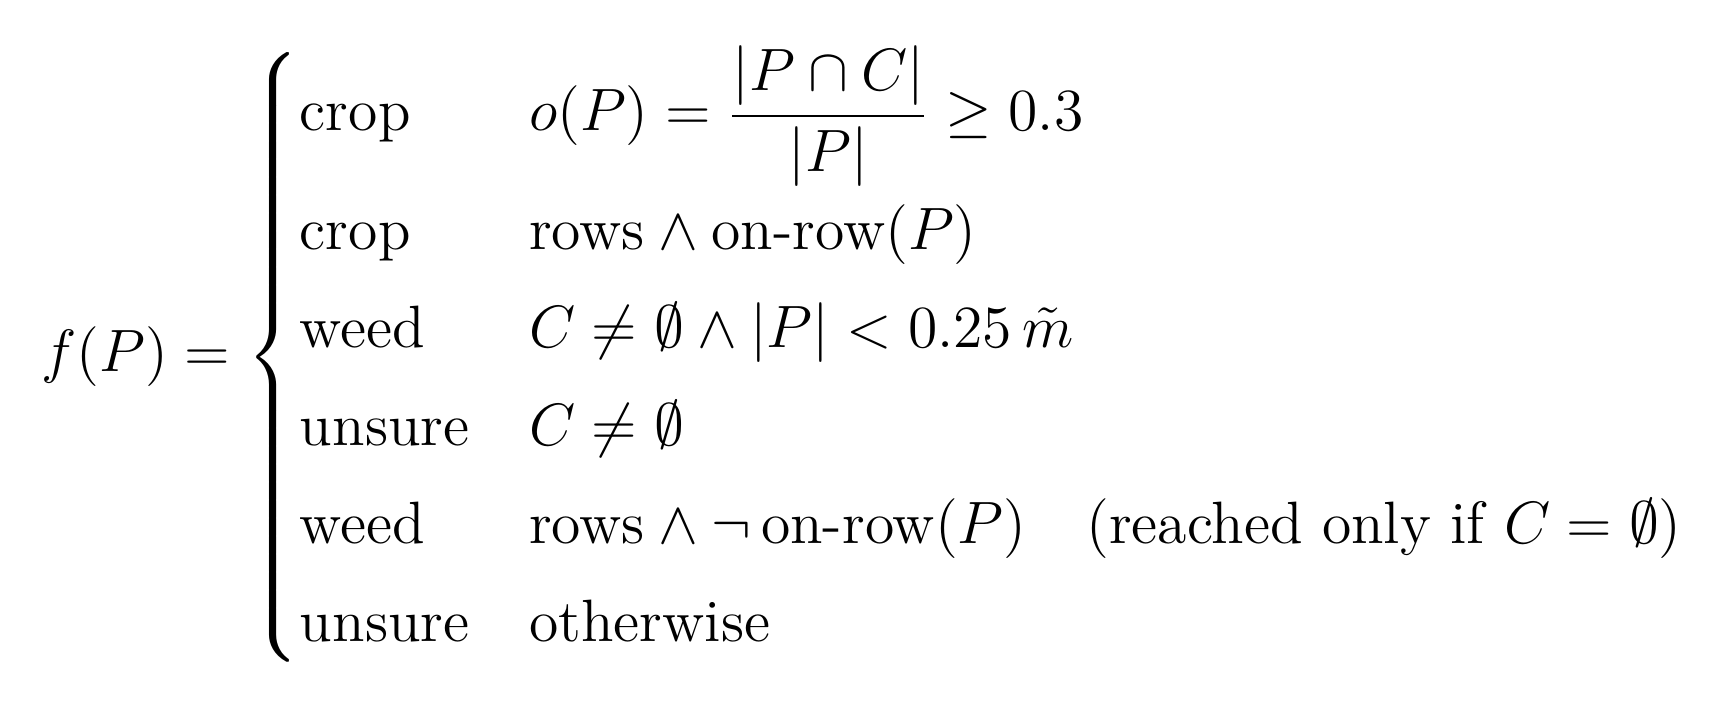 f(P) = {
crop o(P) = |P ∩ C| / |P| ≥ 0.3
crop rows ∧ on-row(P)
weed C ≠ ∅ ∧ |P| < 0.25 m̃
unsure C ≠ ∅
weed rows ∧ ¬ on-row(P) (reached only if C = ∅)
unsure otherwise